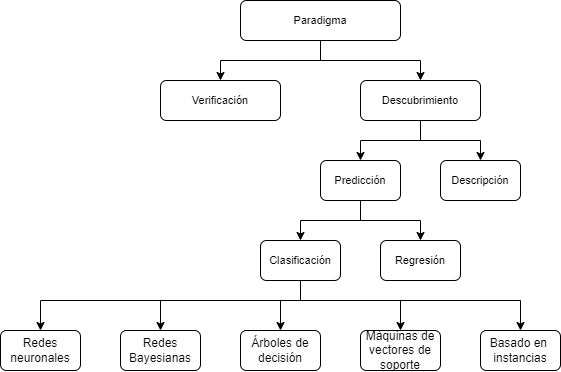 Paradigma
Verificación
Descubrimiento
Predicción
Descripción
Clasificación
Regresión
Redes
neuronales
Redes
Bayesianas
Árboles de
decisión
Máquinas de
vectores de
soporte
Basado en
instancias